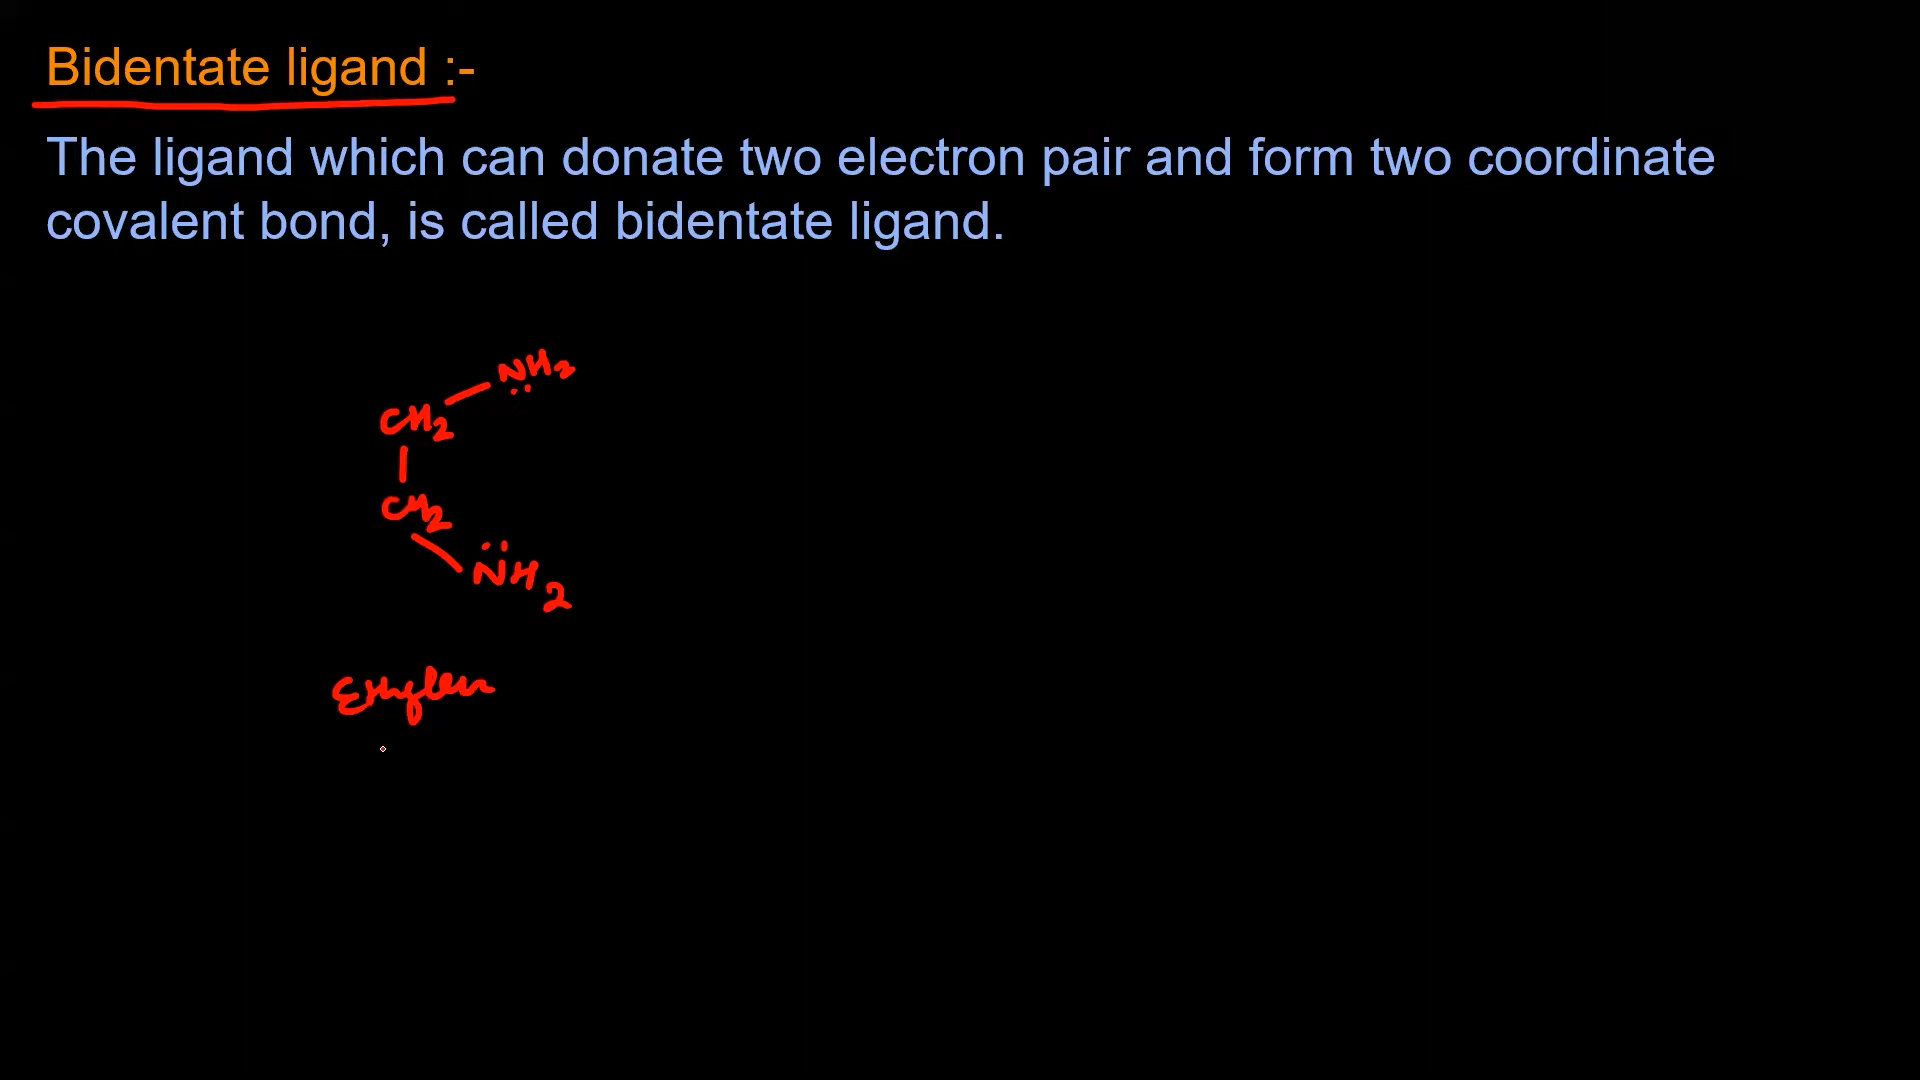 Bidentate ligand :-
The ligand which can donate two electron pair and form two coordinate
covalent bond, is called bidentate ligand.
NH2
CH2
CH2
NH2
Ethylen